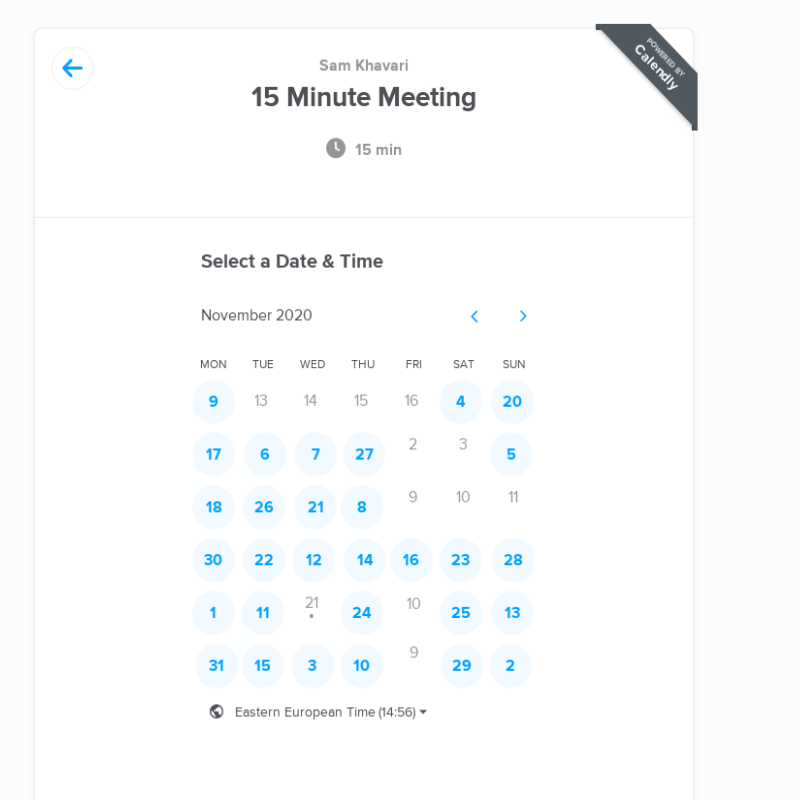 POWERED BY
Calendly
Sam Khavari
15 Minute Meeting
15 min
Select a Date & Time
November 2020
MON TUE WED THU FRI SAT SUN
9 13 14 15 16 4 20
17 6 7 27 2 3 5
18 26 21 8 9 10 11
30 22 12 14 16 23 28
1 11 21 24 10 25 13
31 15 3 10 9 29 2
Eastern European Time (14:56)